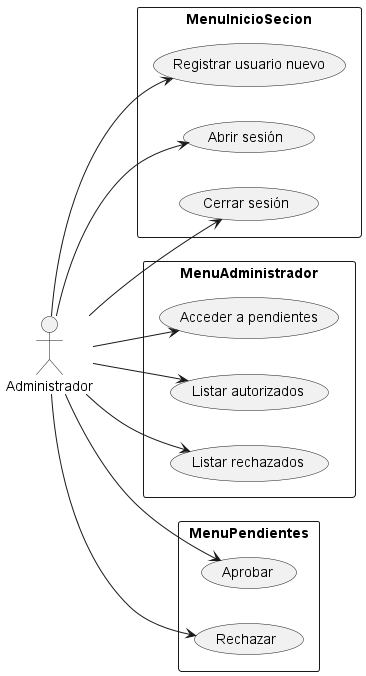 MenuInicioSecion
Registrar usuario nuevo
Abrir sesión
Cerrar sesión
MenuAdministrador
Acceder a pendientes
Administrador
Listar autorizados
Listar rechazados
MenuPendientes
Aprobar
Rechazar